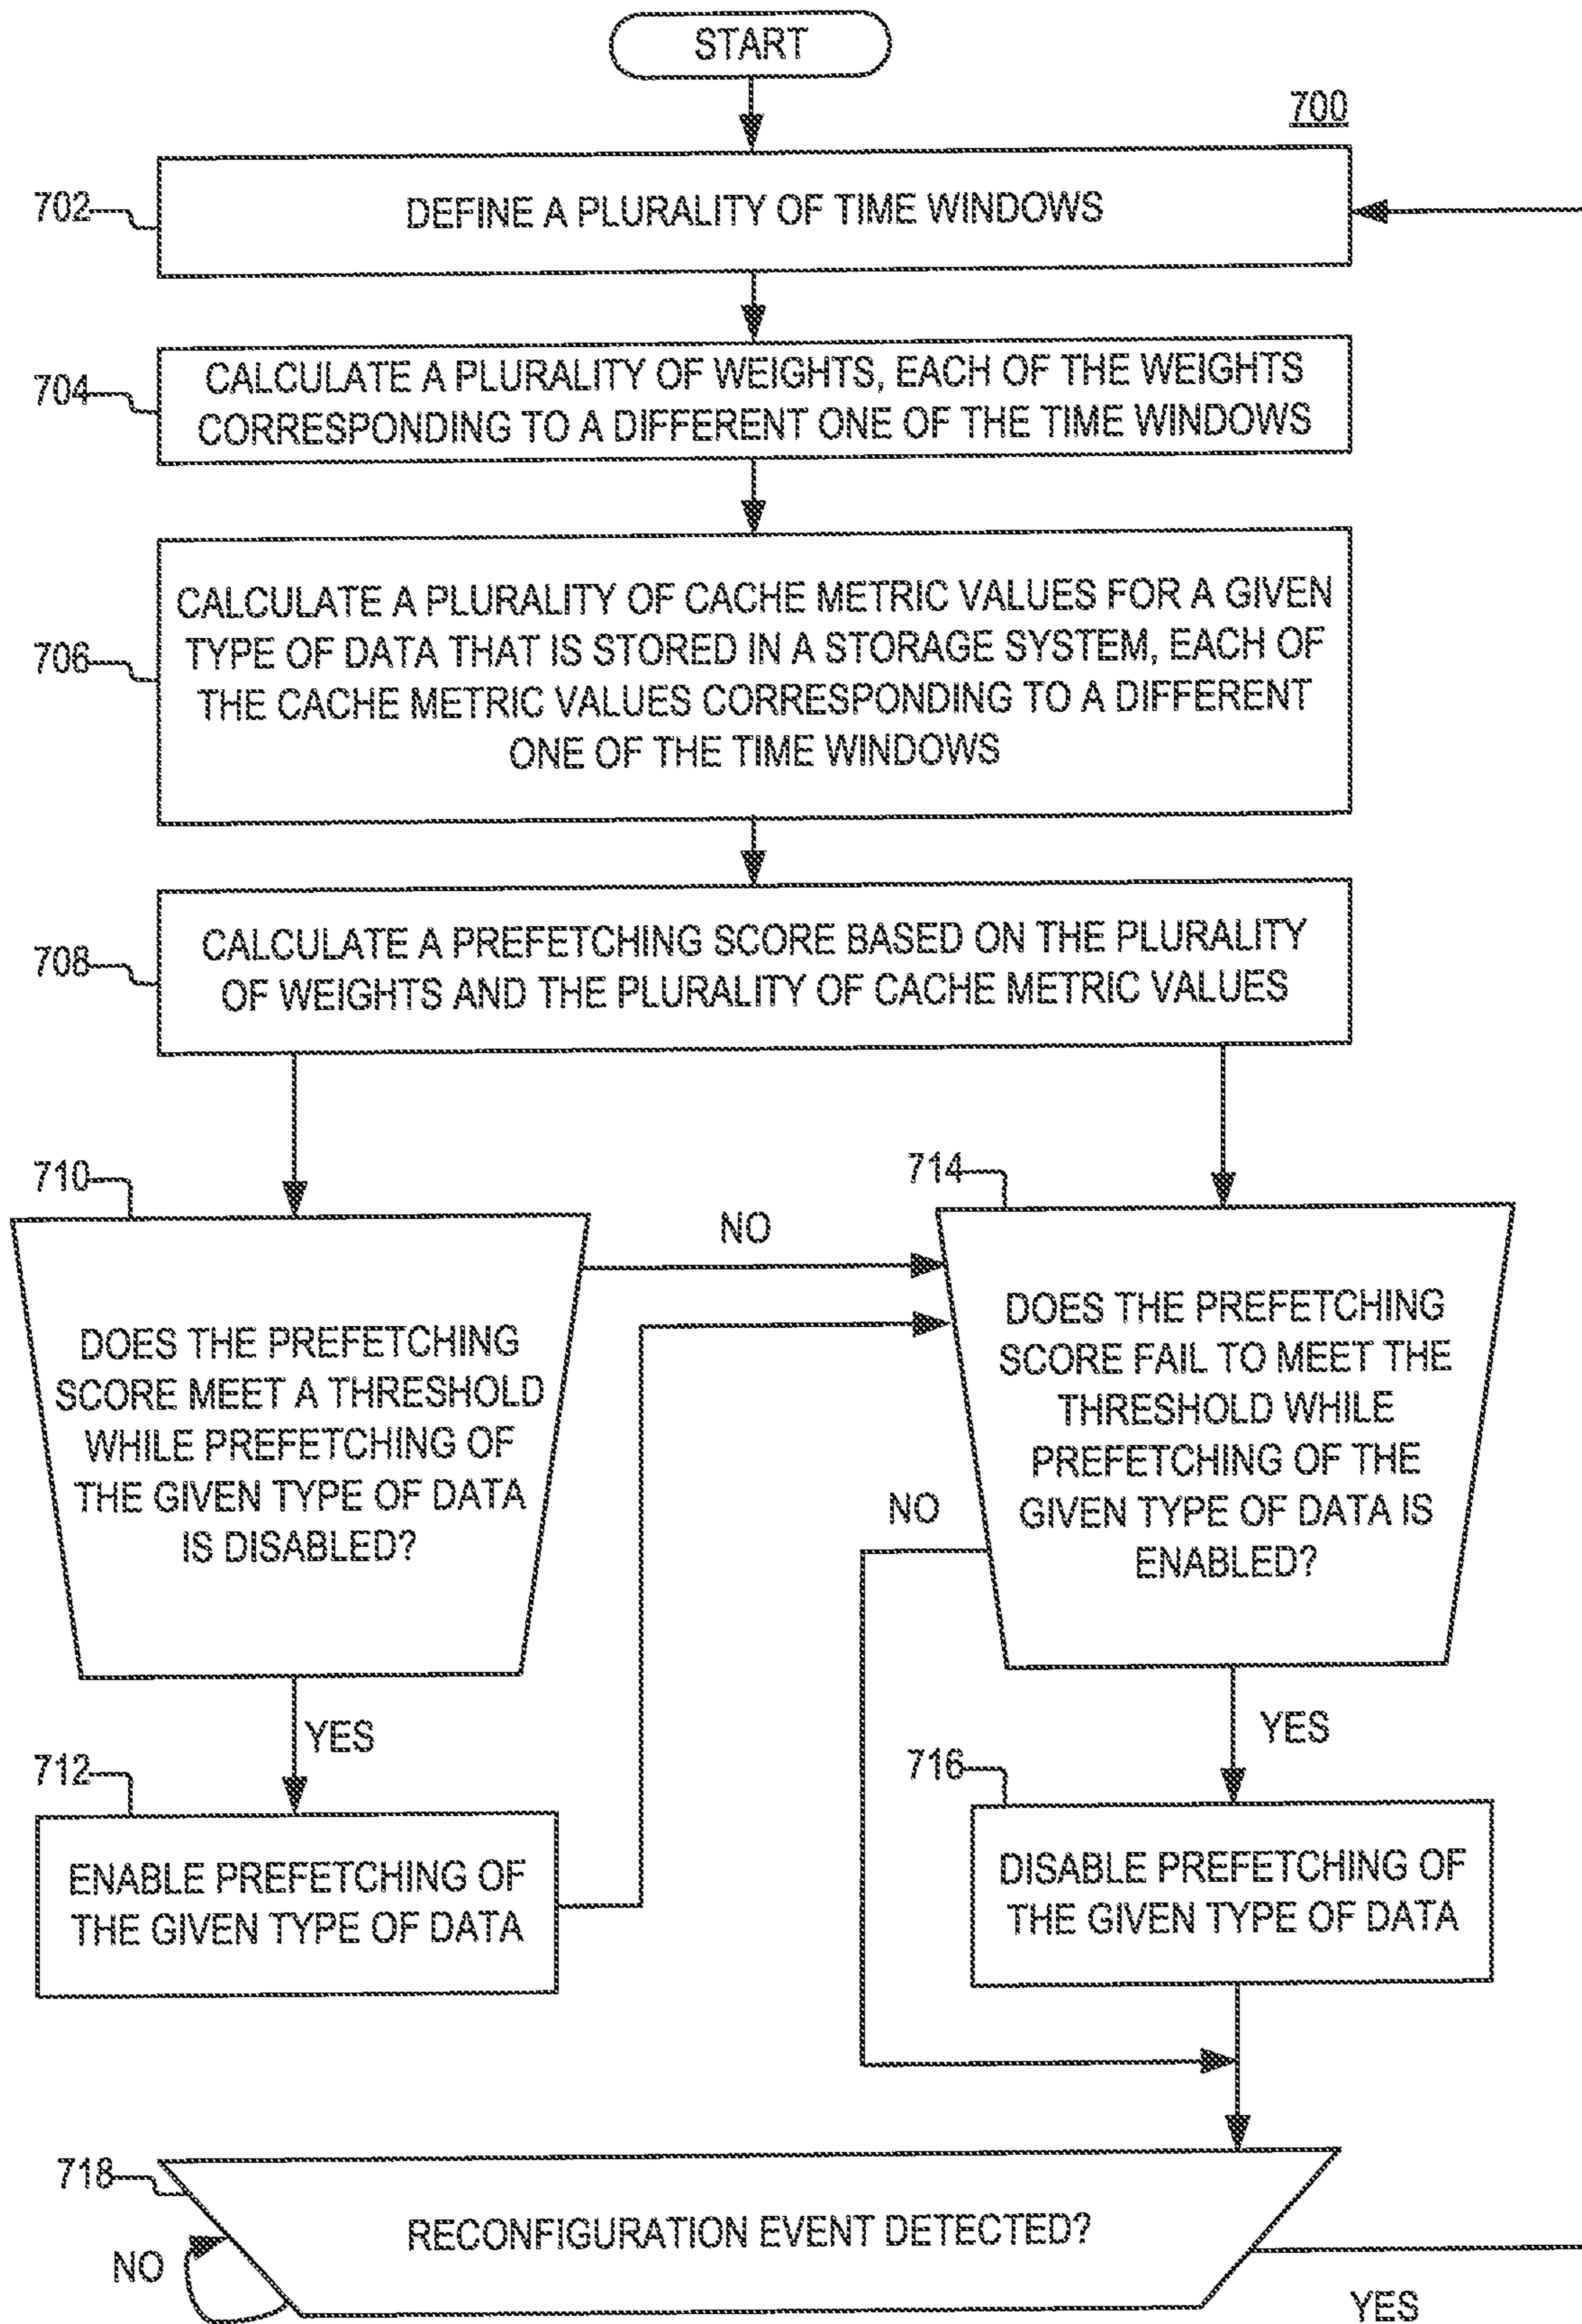 START
700
702
DEFINE A PLURALITY OF TIME WINDOWS
704
CALCULATE A PLURALITY OF WEIGHTS, EACH OF THE WEIGHTS
CORRESPONDING TO A DIFFERENT ONE OF THE TIME WINDOWS
706
CALCULATE A PLURALITY OF CACHE METRIC VALUES FOR A GIVEN
TYPE OF DATA THAT IS STORED IN A STORAGE SYSTEM, EACH OF
THE CACHE METRIC VALUES CORRESPONDING TO A DIFFERENT
ONE OF THE TIME WINDOWS
708
CALCULATE A PREFETCHING SCORE BASED ON THE PLURALITY
OF WEIGHTS AND THE PLURALITY OF CACHE METRIC VALUES
710
DOES THE PREFETCHING
SCORE MEET A THRESHOLD
WHILE PREFETCHING OF
THE GIVEN TYPE OF DATA
IS DISABLED?
NO
714
DOES THE PREFETCHING
SCORE FAIL TO MEET THE
THRESHOLD WHILE
PREFETCHING OF THE
GIVEN TYPE OF DATA IS
ENABLED?
NO
YES
YES
712
ENABLE PREFETCHING OF
THE GIVEN TYPE OF DATA
716
DISABLE PREFETCHING OF
THE GIVEN TYPE OF DATA
718
RECONFIGURATION EVENT DETECTED?
NO
YES